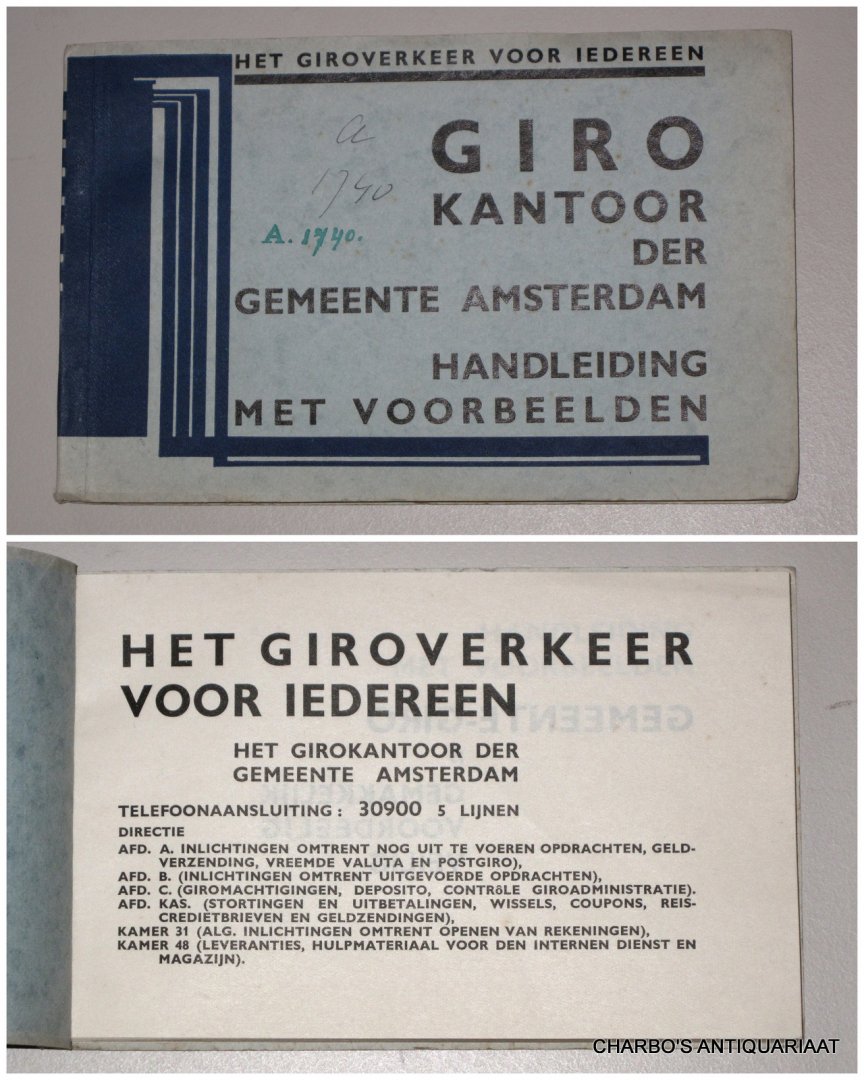 HET GIROVERKEER VOOR IEDEREEN
GIRO
KANTOOR
DER
GEMEENTE AMSTERDAM
HANDLEIDING
MET VOORBEELDEN
a
1740
A. 1740.
HET GIROVERKEER
VOOR IEDEREEN
HET GIROKANTOOR DER
GEMEENTE AMSTERDAM
TELEFOONAANSLUITING: 30900 5 LIJNEN
DIRECTIE
AFD. A. INLICHTINGEN OMTRENT NOG UIT TE VOEREN OPDRACHTEN, GELD-
VERZENDING, VREEMDE VALUTA EN POSTGIRO),
AFD. B. (INLICHTINGEN OMTRENT UITGEVOERDE OPDRACHTEN),
AFD. C. (GIROMACHTIGINGEN, DEPOSITO, CONTRôLE GIROADMINISTRATIE).
AFD. KAS. (STORTINGEN EN UITBETALINGEN, WISSELS, COUPONS, REIS-
CREDIETBRIEVEN EN GELDZENDINGEN),
KAMER 31 (ALG. INLICHTINGEN OMTRENT OPENEN VAN REKENINGEN),
KAMER 48 (LEVERANTIES, HULPMATERIAAL VOOR DEN INTERNEN DIENST EN
MAGAZIJN).
GEMEENTE-GIRO
GEMAKKELIJK
VOORDEELIG
CHARBO'S ANTIQUARIAAT